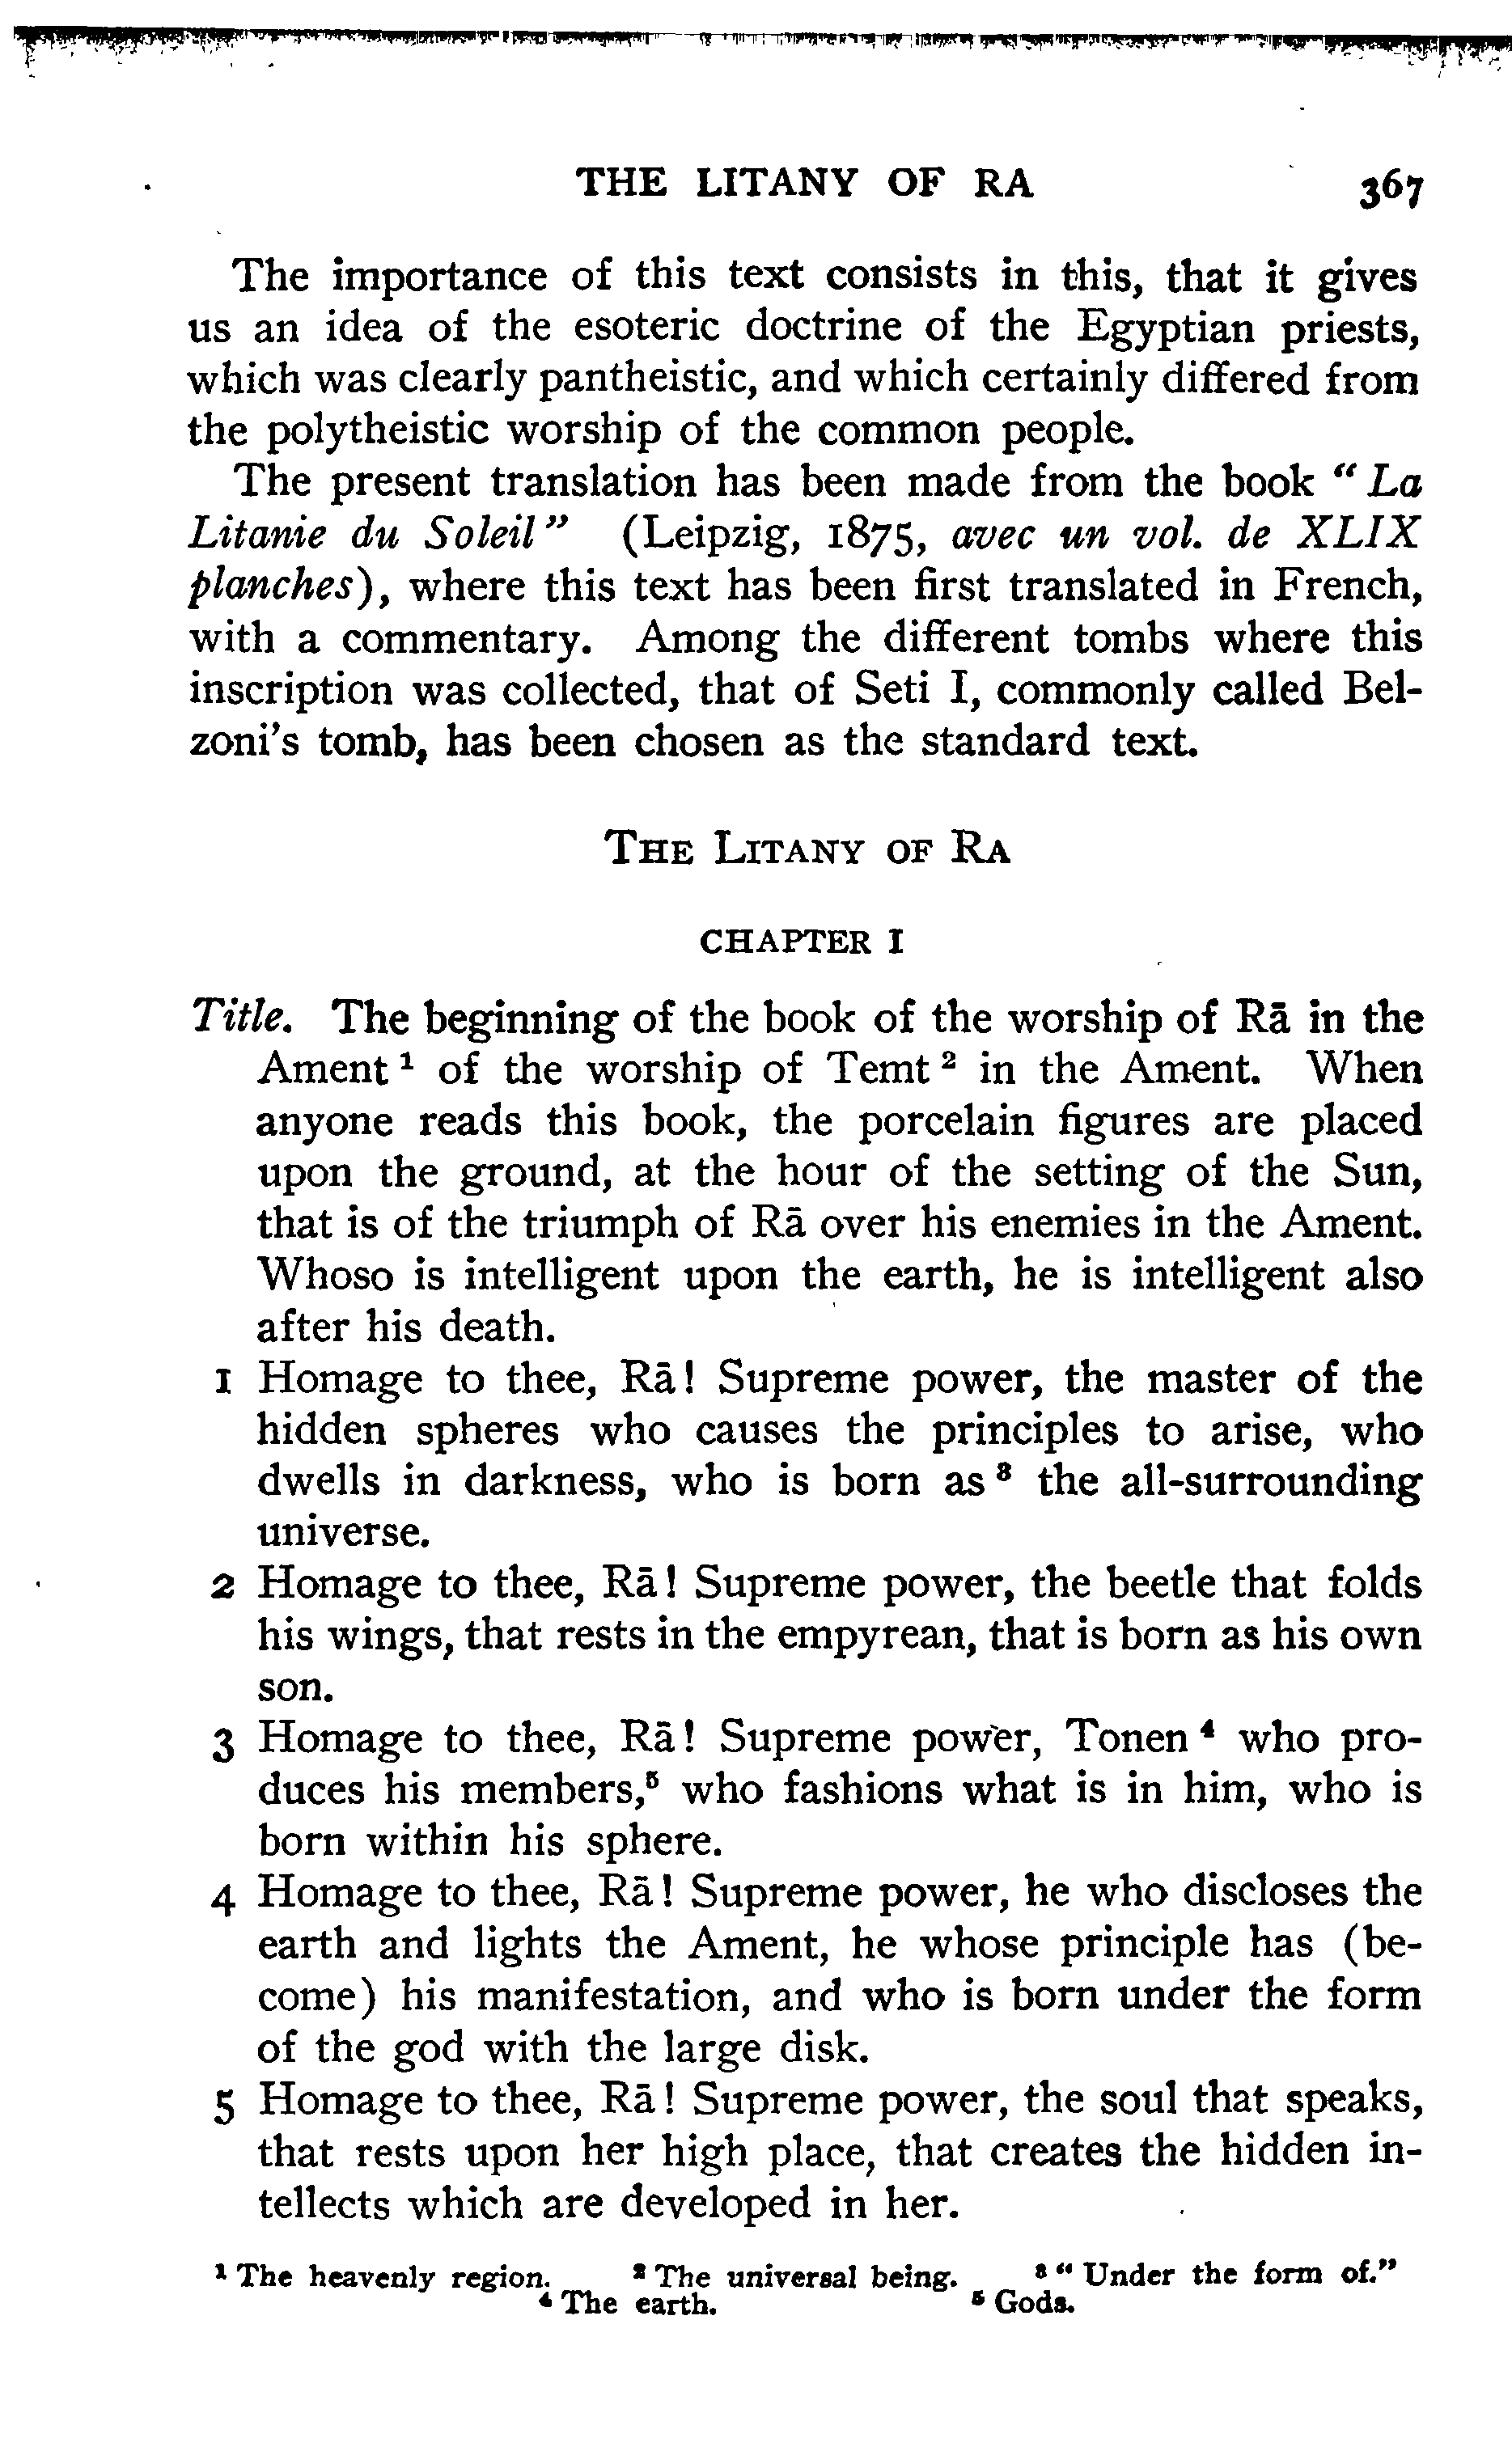 THE LITANY OF RA 367
The importance of this text consists in this, that it gives
us an idea of the esoteric doctrine of the Egyptian priests,
which was clearly pantheistic, and which certainly differed from
the polytheistic worship of the common people.
The present translation has been made from the book “La
Litanie du Soleil” (Leipzig, 1875, avec un vol. de XLIX
planches), where this text has been first translated in French,
with a commentary. Among the different tombs where this
inscription was collected, that of Seti I, commonly called Bel-
zoni's tomb, has been chosen as the standard text.
THE LITANY OF RA
CHAPTER I
Title. The beginning of the book of the worship of Rā in the
Ament ¹ of the worship of Temt ² in the Ament. When
anyone reads this book, the porcelain figures are placed
upon the ground, at the hour of the setting of the Sun,
that is of the triumph of Rā over his enemies in the Ament.
Whoso is intelligent upon the earth, he is intelligent also
after his death.
1 Homage to thee, Rā! Supreme power, the master of the
hidden spheres who causes the principles to arise, who
dwells in darkness, who is born as ³ the all-surrounding
universe.
2 Homage to thee, Rā! Supreme power, the beetle that folds
his wings, that rests in the empyrean, that is born as his own
son.
3 Homage to thee, Rā! Supreme power, Tonen ⁴ who pro-
duces his members,⁵ who fashions what is in him, who is
born within his sphere.
4 Homage to thee, Rā! Supreme power, he who discloses the
earth and lights the Ament, he whose principle has (be-
come) his manifestation, and who is born under the form
of the god with the large disk.
5 Homage to thee, Rā! Supreme power, the soul that speaks,
that rests upon her high place, that creates the hidden in-
tellects which are developed in her.
¹ The heavenly region. ² The universal being. ³ “Under the form of.”
⁴ The earth. ⁵ Gods.